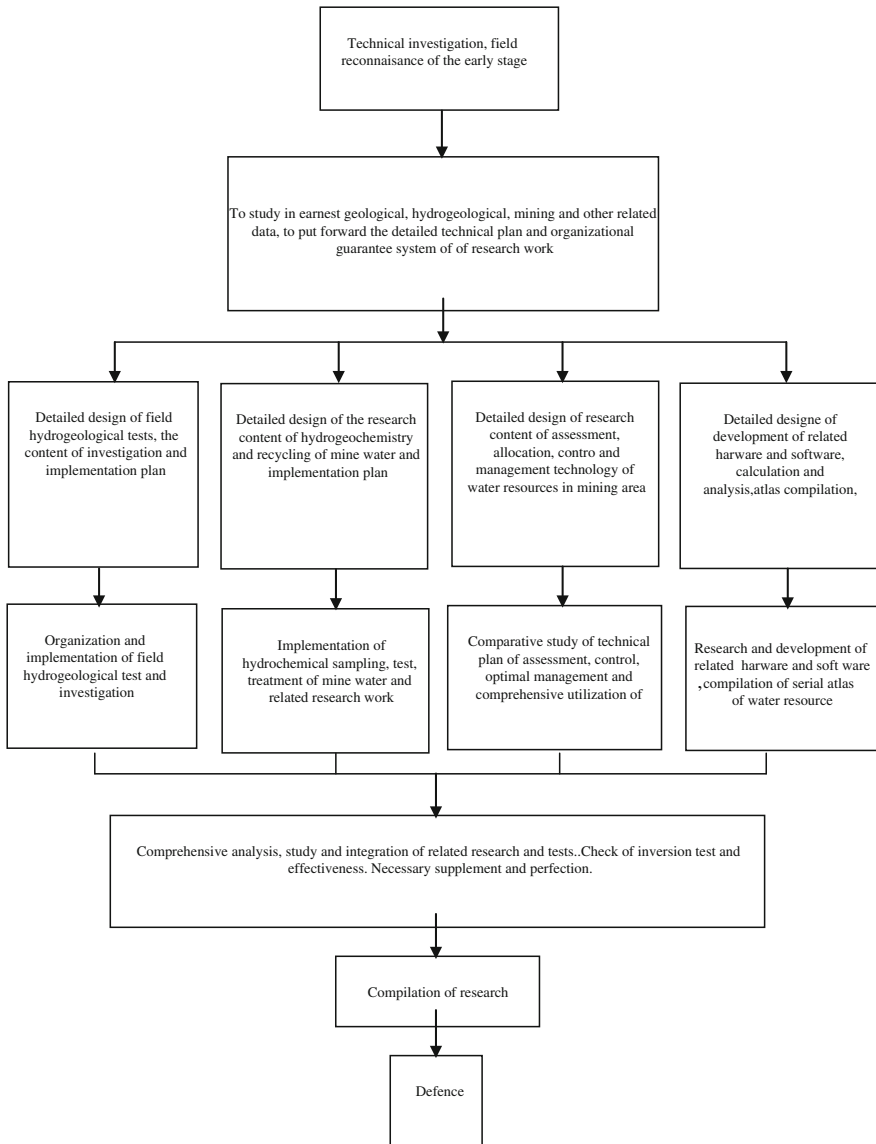 Technical investigation, field
reconnaisance of the early stage
To study in earnest geological, hydrogeological, mining and other related
data, to put forward the detailed technical plan and organizational
guarantee system of of research work
Detailed design of field
hydrogeological tests, the
content of investigation and
implementation plan
Detailed design of the research
content of hydrogeochemistry
and recycling of mine water and
implementation plan
Detailed design of research
content of assessment,
allocation, contro and
management technology of
water resources in mining area
Detailed designe of
development of related
harware and software,
calculation and
analysis,atlas compilation,
Organization and
implementation of field
hydrogeological test and
investigation
Implementation of
hydrochemical sampling, test,
treatment of mine water and
related research work
Comparative study of technical
plan of assessment, control,
optimal management and
comprehensive utilization of
Research and development of
related harware and soft ware
,compilation of serial atlas
of water resource
Comprehensive analysis, study and integration of related research and tests..Check of inversion test and
effectiveness. Necessary supplement and perfection.
Compilation of research
Defence